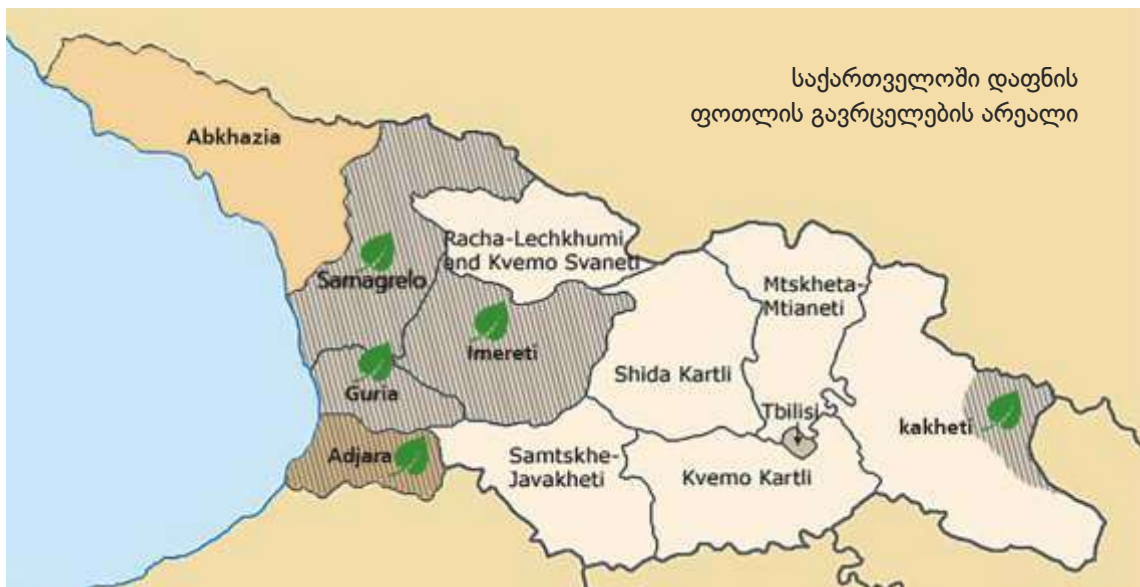 საქართველოში დაფნის
ფოთლის გავრცელების არეალი
Abkhazia
Racha-Lechkhumi
and Kvemo Svaneti
Samagrelo
Mtskheta-
Mtianeti
Imereti
Shida Kartli
Guria
Tbilisi
kakheti
Adjara
Samtskhe-
Javakheti
Kvemo Kartli